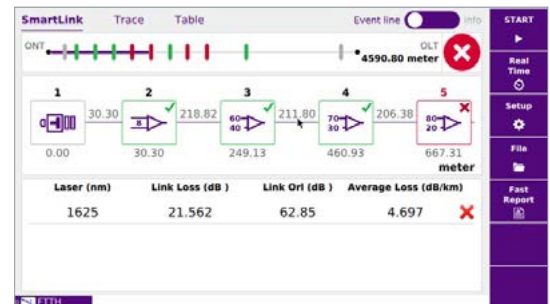 SmartLink Trace Table Event line info
START
ONT OLT
4590.80 meter
Real Time
1 2 3 4 5
Setup
30.30 218.82 211.80 206.38
8 60 40 70 30 80 20
0.00 30.30 249.13 460.93 667.31
File
meter
Laser (nm) Link Loss (dB ) Link Orl (dB ) Average Loss (dB/km)
Fast Report
1625 21.562 62.85 4.697
FTTH